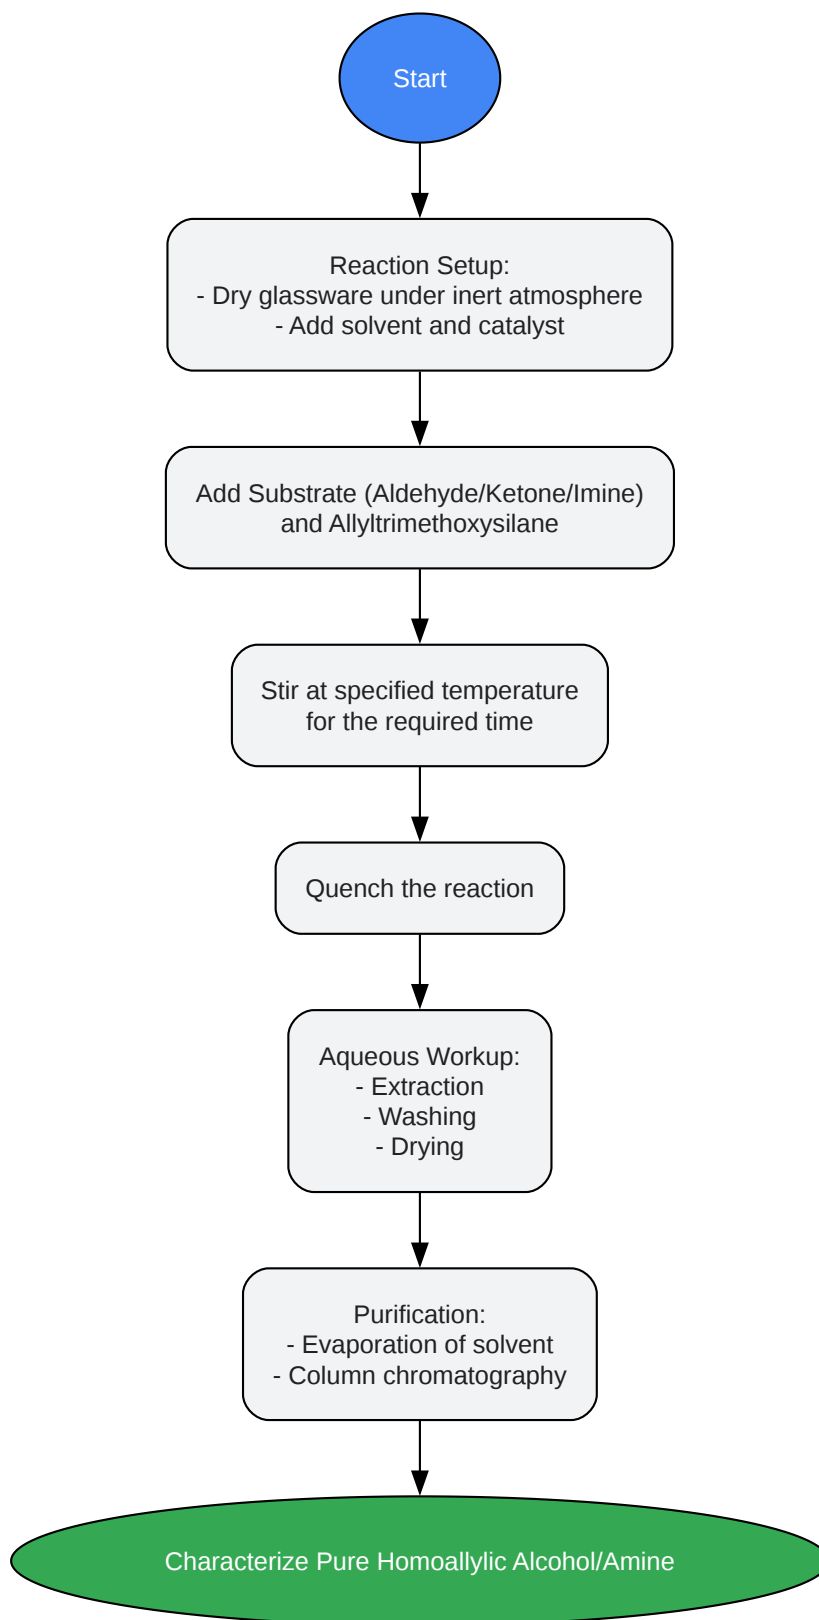 Start
Reaction Setup:
- Dry glassware under inert atmosphere
- Add solvent and catalyst
Add Substrate (Aldehyde/Ketone/Imine)
and Allyltrimethoxysilane
Stir at specified temperature
for the required time
Quench the reaction
Aqueous Workup:
- Extraction
- Washing
- Drying
Purification:
- Evaporation of solvent
- Column chromatography
Characterize Pure Homoallylic Alcohol/Amine